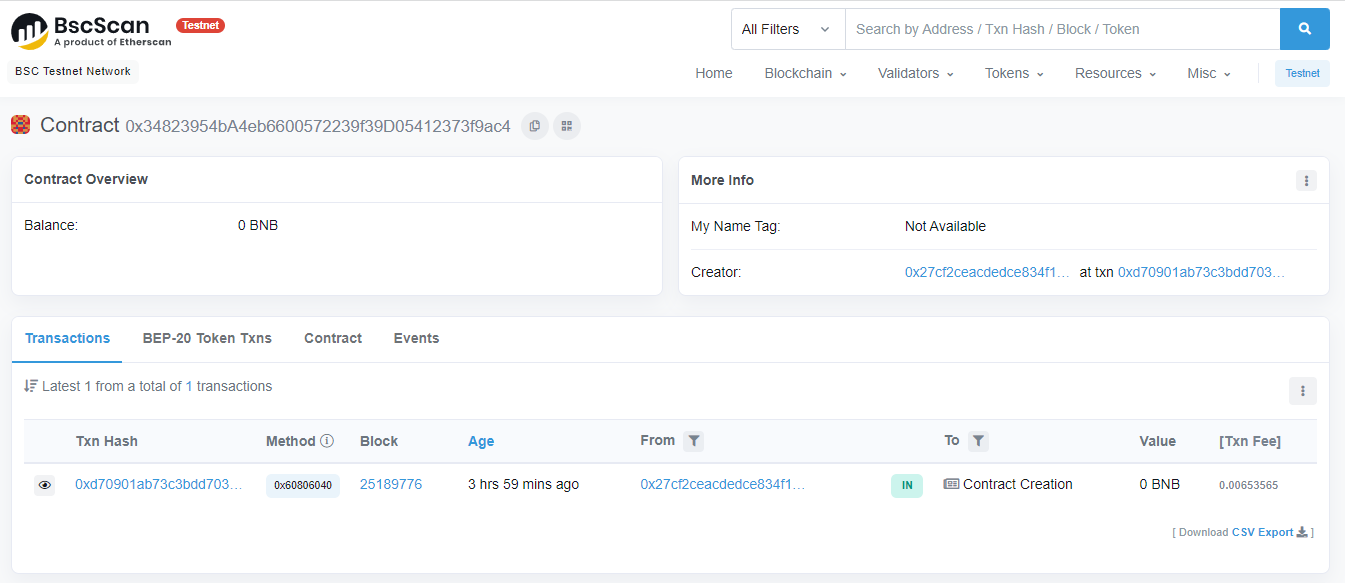 BscScan Testnet
A product of Etherscan
All Filters Search by Address / Txn Hash / Block / Token
BSC Testnet Network
Home Blockchain Validators Tokens Resources Misc Testnet
Contract 0x34823954bA4eb6600572239f39D05412373f9ac4
Contract Overview
Balance: 0 BNB
More Info
My Name Tag: Not Available
Creator: 0x27cf2ceacdedce834f1... at txn 0xd70901ab73c3bdd703...
Transactions BEP-20 Token Txns Contract Events
Latest 1 from a total of 1 transactions
Txn Hash Method Block Age From To Value [Txn Fee]
0xd70901ab73c3bdd703... 0x60806040 25189776 3 hrs 59 mins ago 0x27cf2ceacdedce834f1... IN Contract Creation 0 BNB 0.00653565
[ Download CSV Export ]